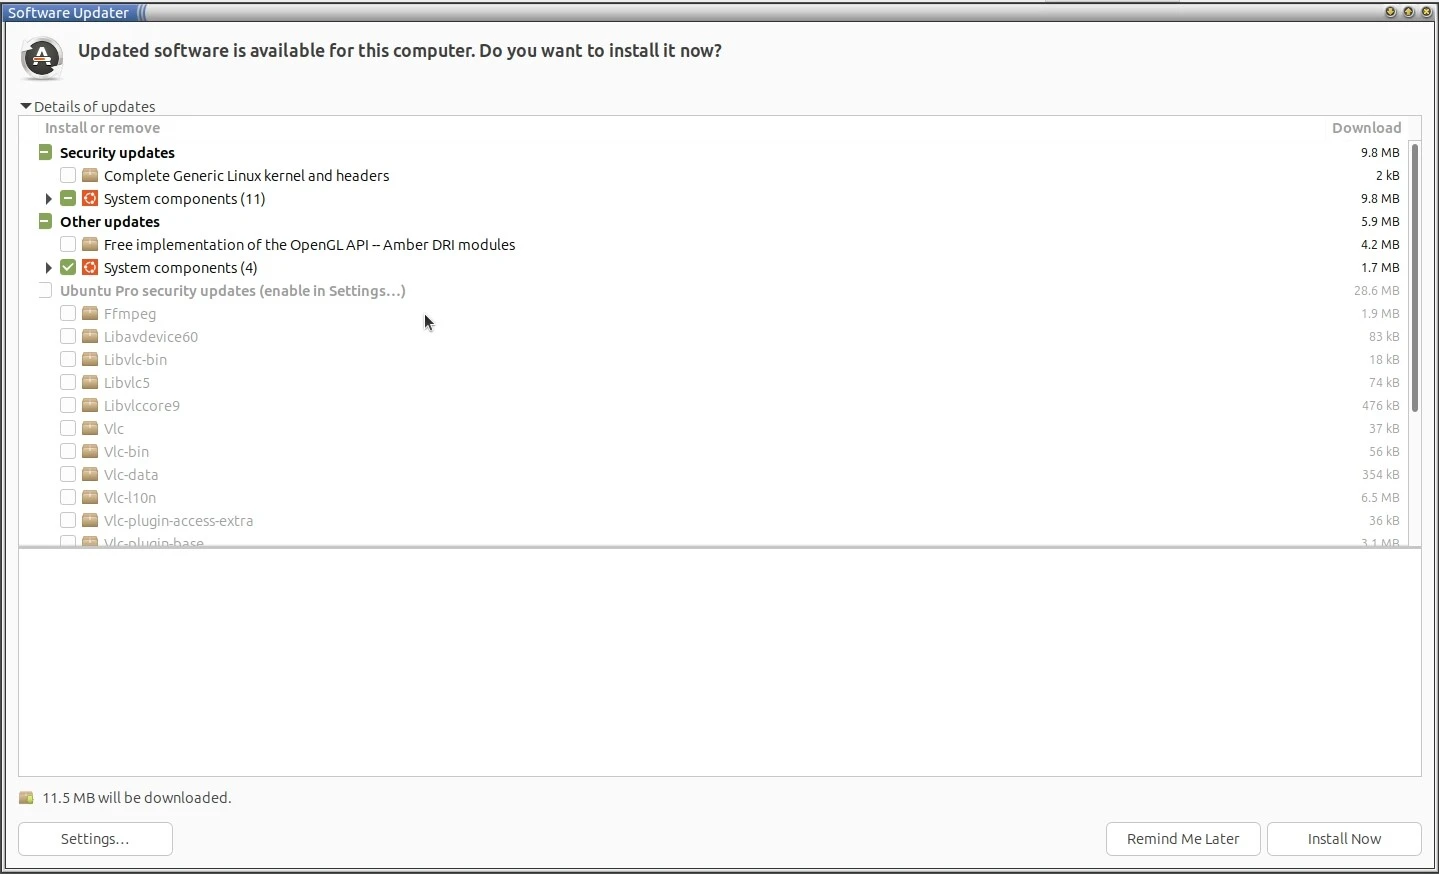 Software Updater
Updated software is available for this computer. Do you want to install it now?
Details of updates
Install or remove Download
Security updates 9.8 MB
Complete Generic Linux kernel and headers 2 kB
System components (11) 9.8 MB
Other updates 5.9 MB
Free implementation of the OpenGL API -- Amber DRI modules 4.2 MB
System components (4) 1.7 MB
Ubuntu Pro security updates (enable in Settings…) 28.6 MB
Ffmpeg 1.9 MB
Libavdevice60 83 kB
Libvlc-bin 18 kB
Libvlc5 74 kB
Libvlccore9 476 kB
Vlc 37 kB
Vlc-bin 56 kB
Vlc-data 354 kB
Vlc-l10n 6.5 MB
Vlc-plugin-access-extra 36 kB
Vlc-plugin-base 3.1 MB
11.5 MB will be downloaded.
Settings… Remind Me Later Install Now